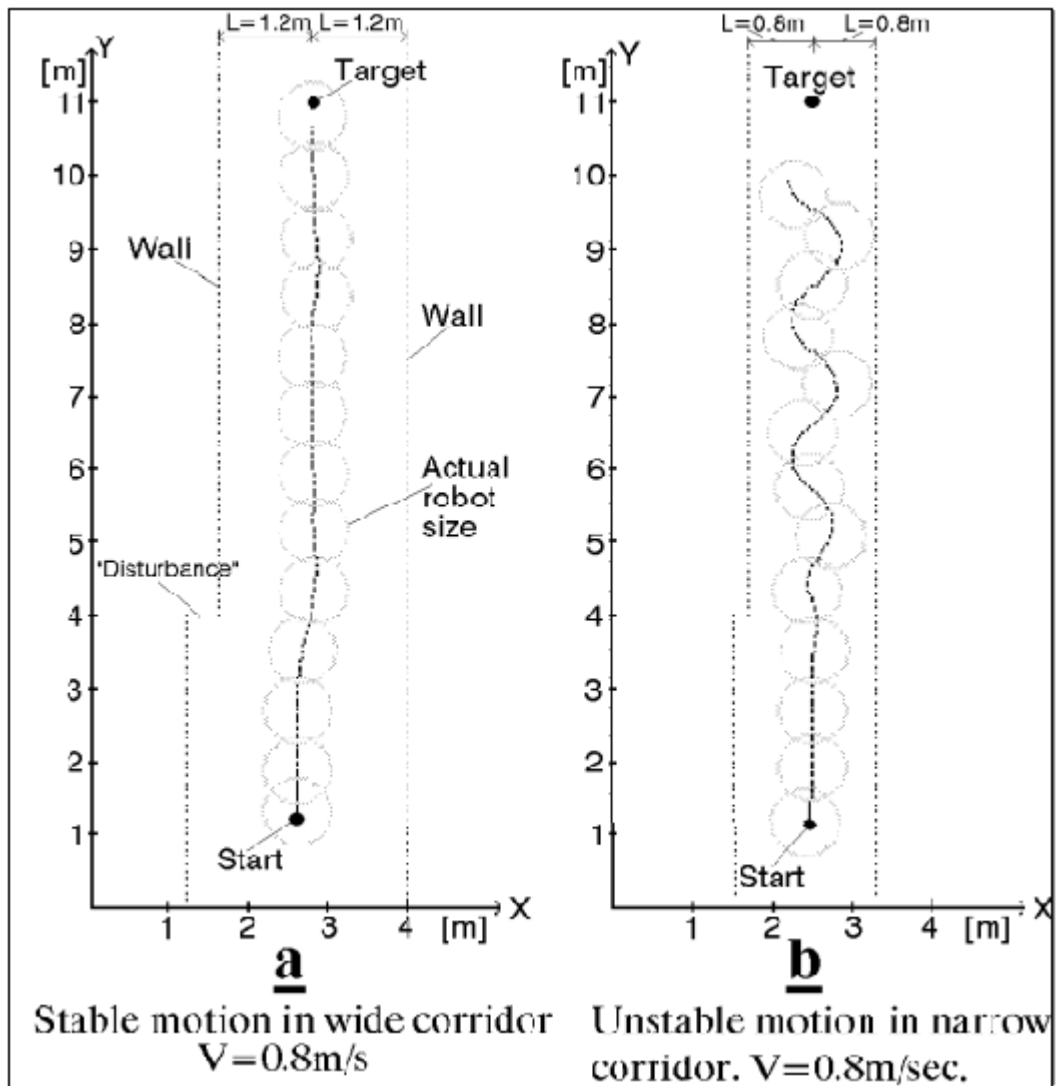 L=1.2m L=1.2m
Y
[m]
Target
11
10
9
8
7
6
5
4
3
2
1
Wall
Wall
Actual
robot
size
"Disturbance"
Start
X
1 2 3 4 [m]
a
Stable motion in wide corridor
V=0.8m/s
L=0.8m L=0.8m
Y
[m]
Target
11
10
9
8
7
6
5
4
3
2
1
Start
X
1 2 3 4 [m]
b
Unstable motion in narrow
corridor. V=0.8m/sec.